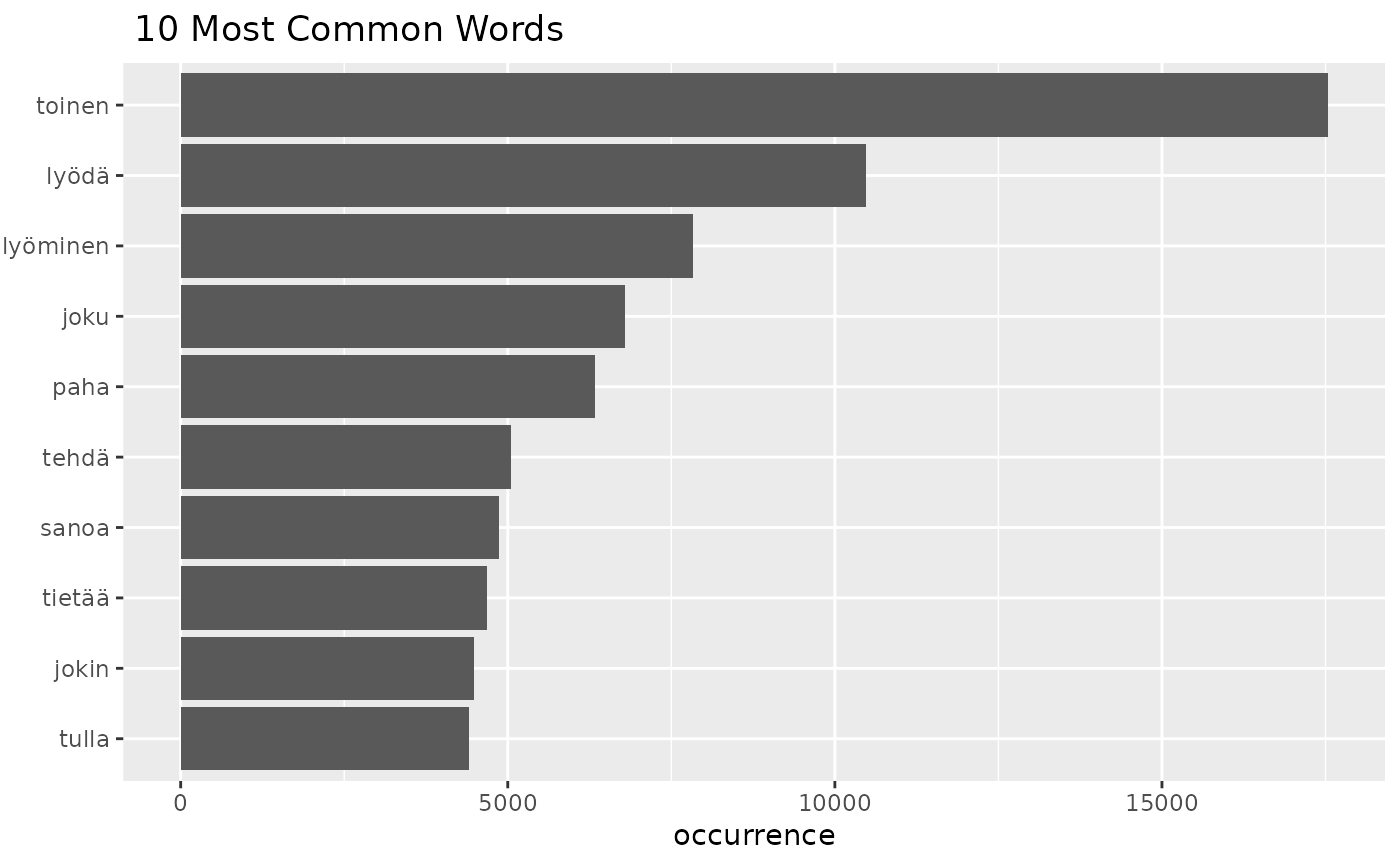 10 Most Common Words
toinen
lyödä
lyöminen
joku
paha
tehdä
sanoa
tietää
jokin
tulla
0 5000 10000 15000
occurrence